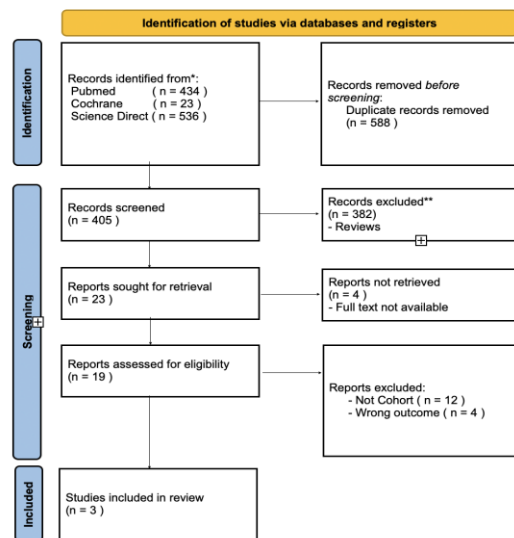 Identification of studies via databases and registers
Identification
Records identified from*:
Pubmed ( n = 434)
Cochrane ( n = 23)
Science Direct ( n = 536)
Records removed before
screening:
Duplicate records removed
(n = 588 )
Screening
Records screened
(n = 405 )
Records excluded**
(n = 382)
- Reviews
Reports sought for retrieval
(n = 23 )
Reports not retrieved
(n = 4 )
- Full text not available
Reports assessed for eligibility
(n = 19 )
Reports excluded:
- Not Cohort ( n = 12 )
- Wrong outcome ( n = 4 )
Included
Studies included in review
(n = 3 )